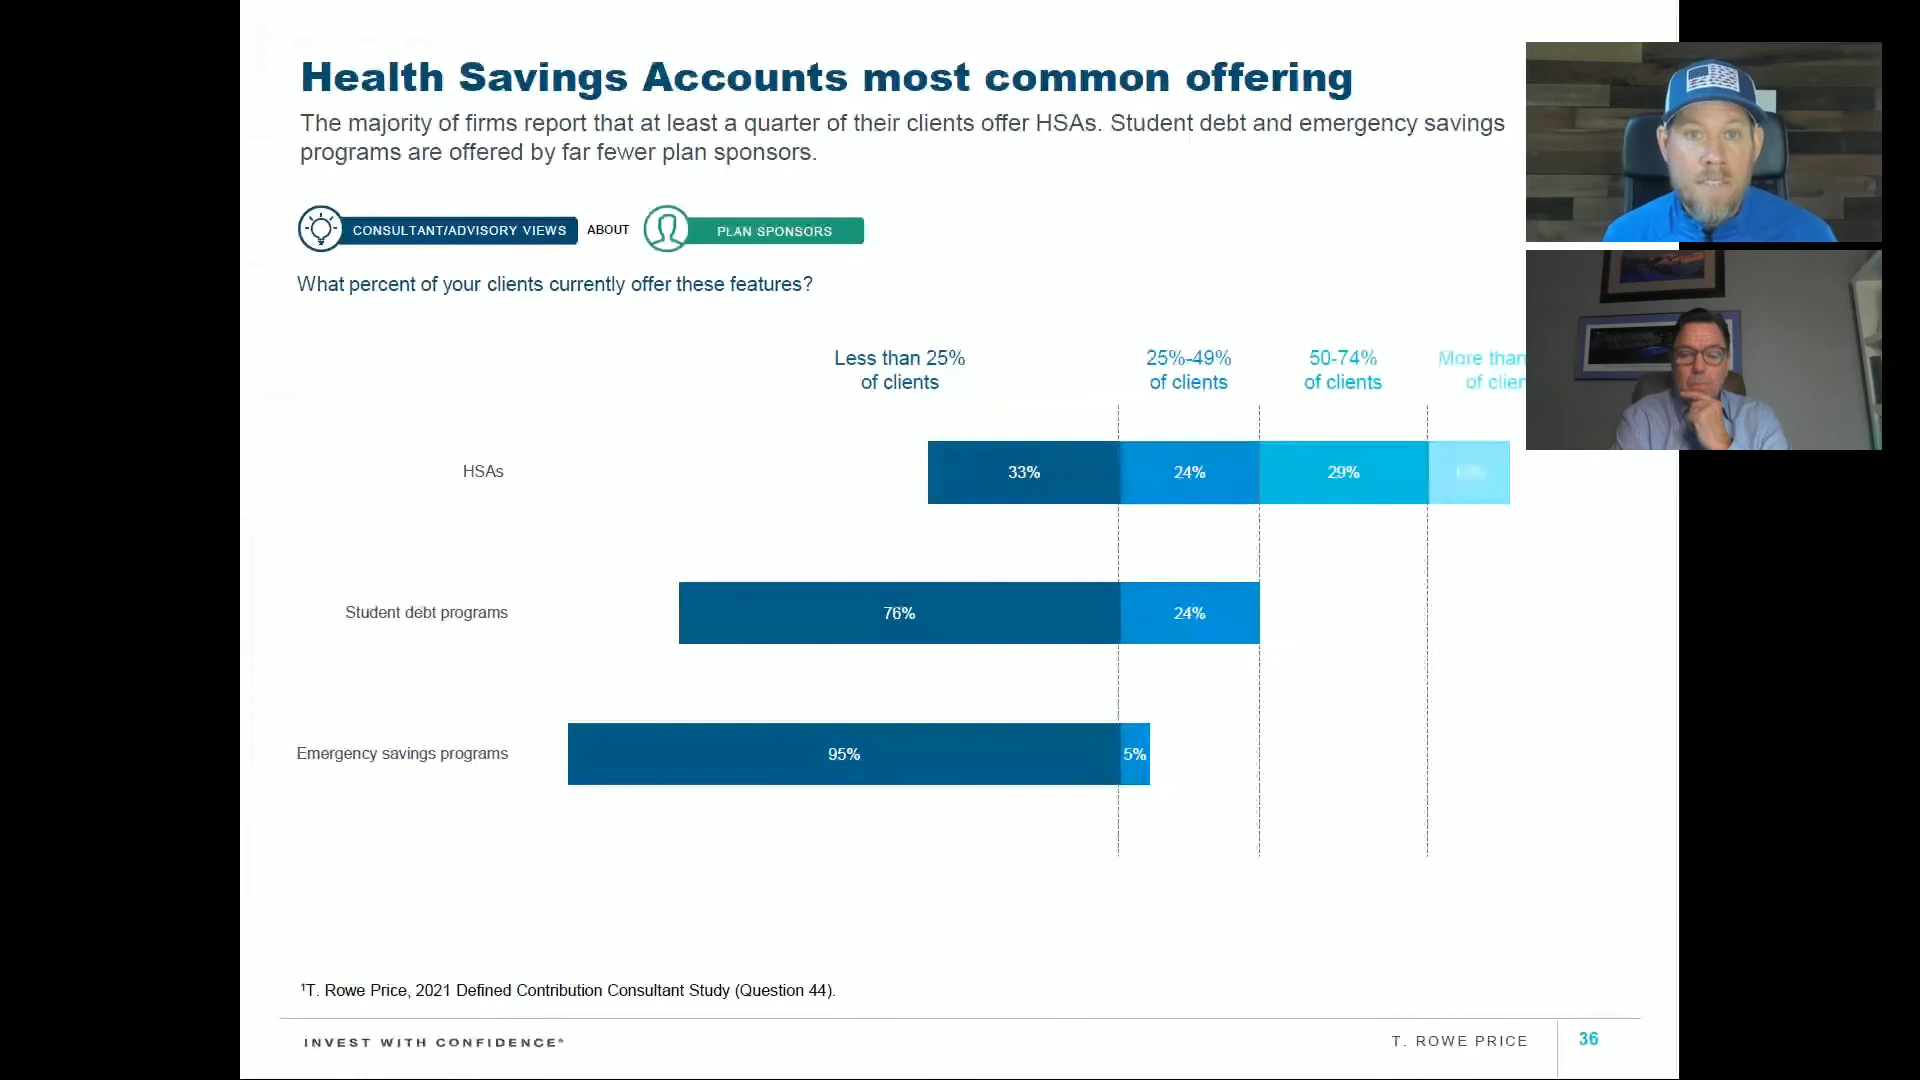 Health Savings Accounts most common offering
The majority of firms report that at least a quarter of their clients offer HSAs. Student debt and emergency savings
programs are offered by far fewer plan sponsors.
CONSULTANT/ADVISORY VIEWS ABOUT PLAN SPONSORS
What percent of your clients currently offer these features?
Less than 25% 25%-49% 50-74% More than
of clients of clients of clients of
HSAs 33% 24% 29%
Student debt programs 76% 24%
Emergency savings programs 95% 5%
¹T. Rowe Price, 2021 Defined Contribution Consultant Study (Question 44).
INVEST WITH CONFIDENCE®
T. ROWE PRICE 36